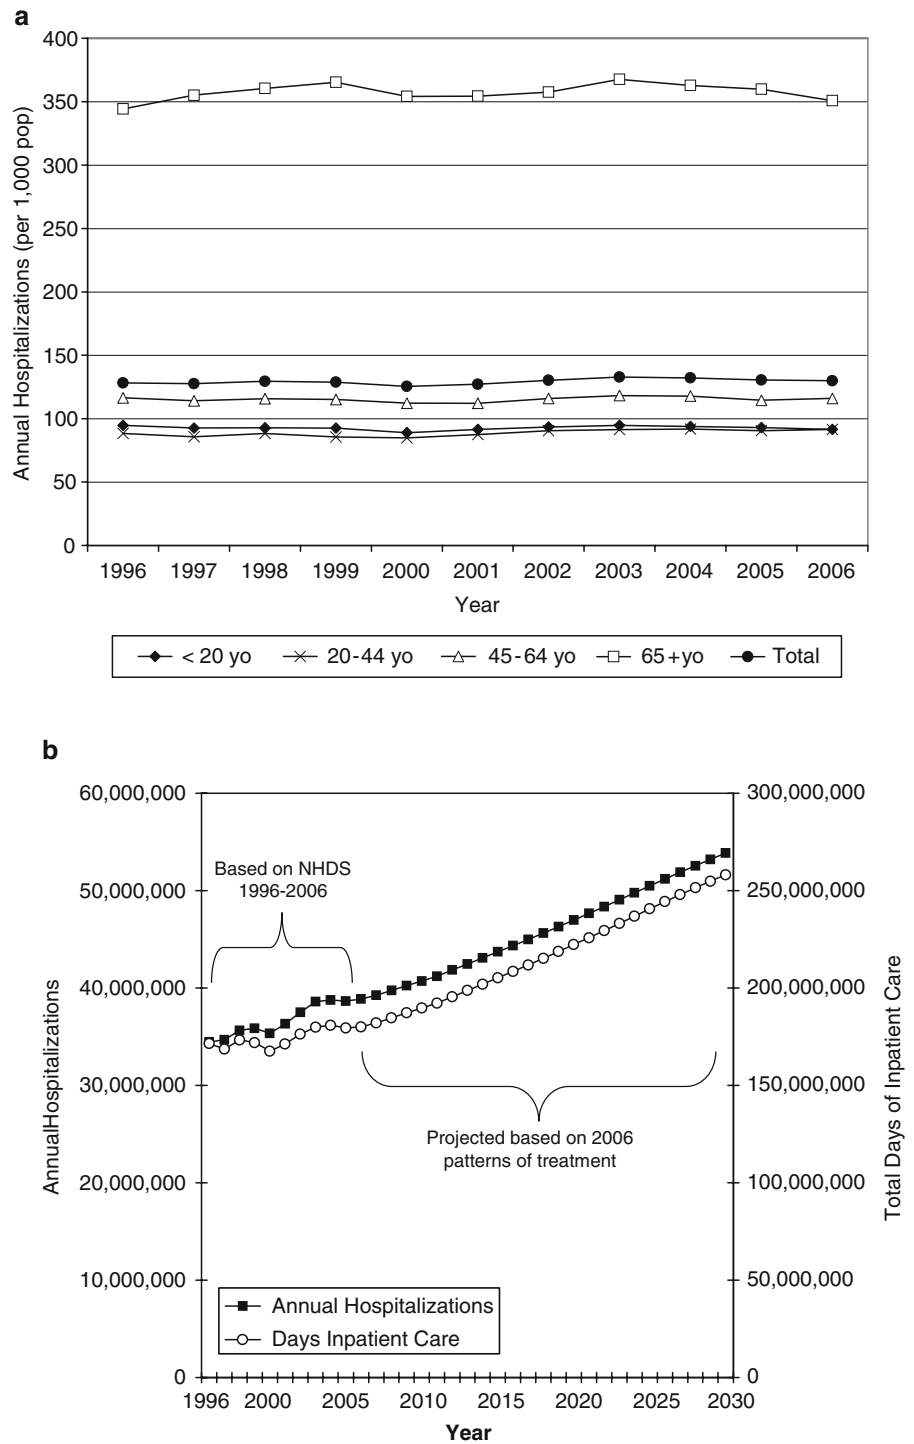 a
400
350
300
250
200
150
100
50
0
Annual Hospitalizations (per 1,000 pop)
1996 1997 1998 1999 2000 2001 2002 2003 2004 2005 2006
Year
< 20 yo 20-44 yo 45-64 yo 65+yo Total
b
60,000,000
50,000,000
40,000,000
30,000,000
20,000,000
10,000,000
0
AnnualHospitalizations
300,000,000
250,000,000
200,000,000
150,000,000
100,000,000
50,000,000
0
Total Days of Inpatient Care
Based on NHDS
1996-2006
Projected based on 2006
patterns of treatment
Annual Hospitalizations
Days Inpatient Care
1996 2000 2005 2010 2015 2020 2025 2030
Year